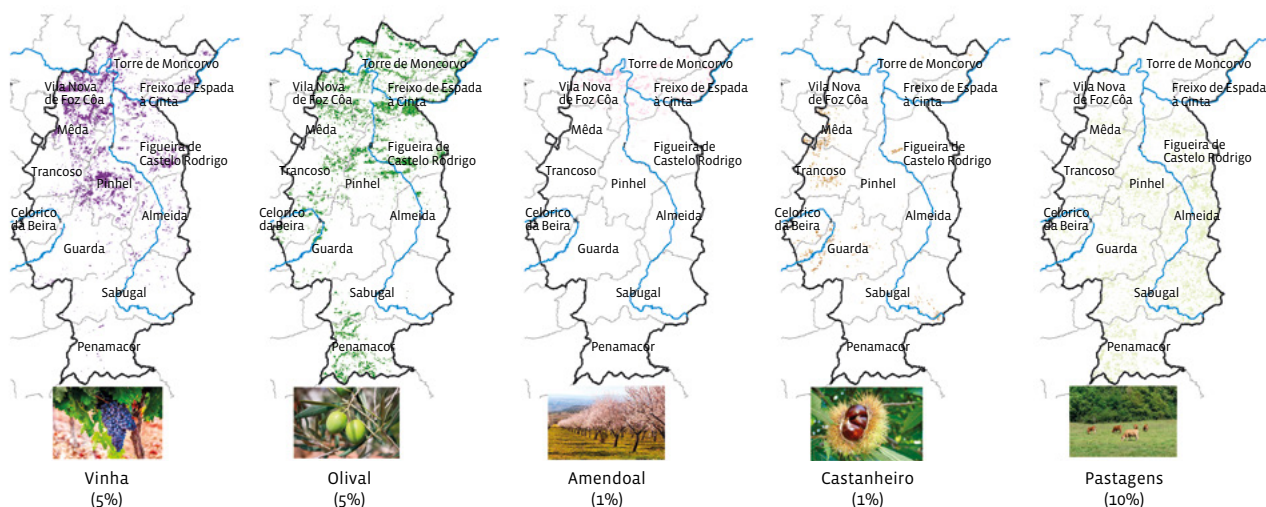 Torre de Moncorvo
Vila Nova
de Foz Côa
Freixo de Espada
à Cinta
Mêda
Figueira de
Castelo Rodrigo
Trancoso
Pinhel
Celorico
da Beira
Almeida
Guarda
Sabugal
Penamacor
Vinha
(5%)
Torre de Moncorvo
Vila Nova
de Foz Côa
Freixo de Espada
à Cinta
Mêda
Figueira de
Castelo Rodrigo
Trancoso
Pinhel
Celorico
da Beira
Almeida
Guarda
Sabugal
Penamacor
Olival
(5%)
Torre de Moncorvo
Vila Nova
de Foz Côa
Freixo de Espada
à Cinta
Mêda
Figueira de
Castelo Rodrigo
Trancoso
Pinhel
Celorico
da Beira
Almeida
Guarda
Sabugal
Penamacor
Amendoal
(1%)
Torre de Moncorvo
Vila Nova
de Foz Côa
Freixo de Espada
à Cinta
Mêda
Figueira de
Castelo Rodrigo
Trancoso
Pinhel
Celorico
da Beira
Almeida
Guarda
Sabugal
Penamacor
Castanheiro
(1%)
Torre de Moncorvo
Vila Nova
de Foz Côa
Freixo de Espada
à Cinta
Mêda
Figueira de
Castelo Rodrigo
Trancoso
Pinhel
Celorico
da Beira
Almeida
Guarda
Sabugal
Penamacor
Pastagens
(10%)